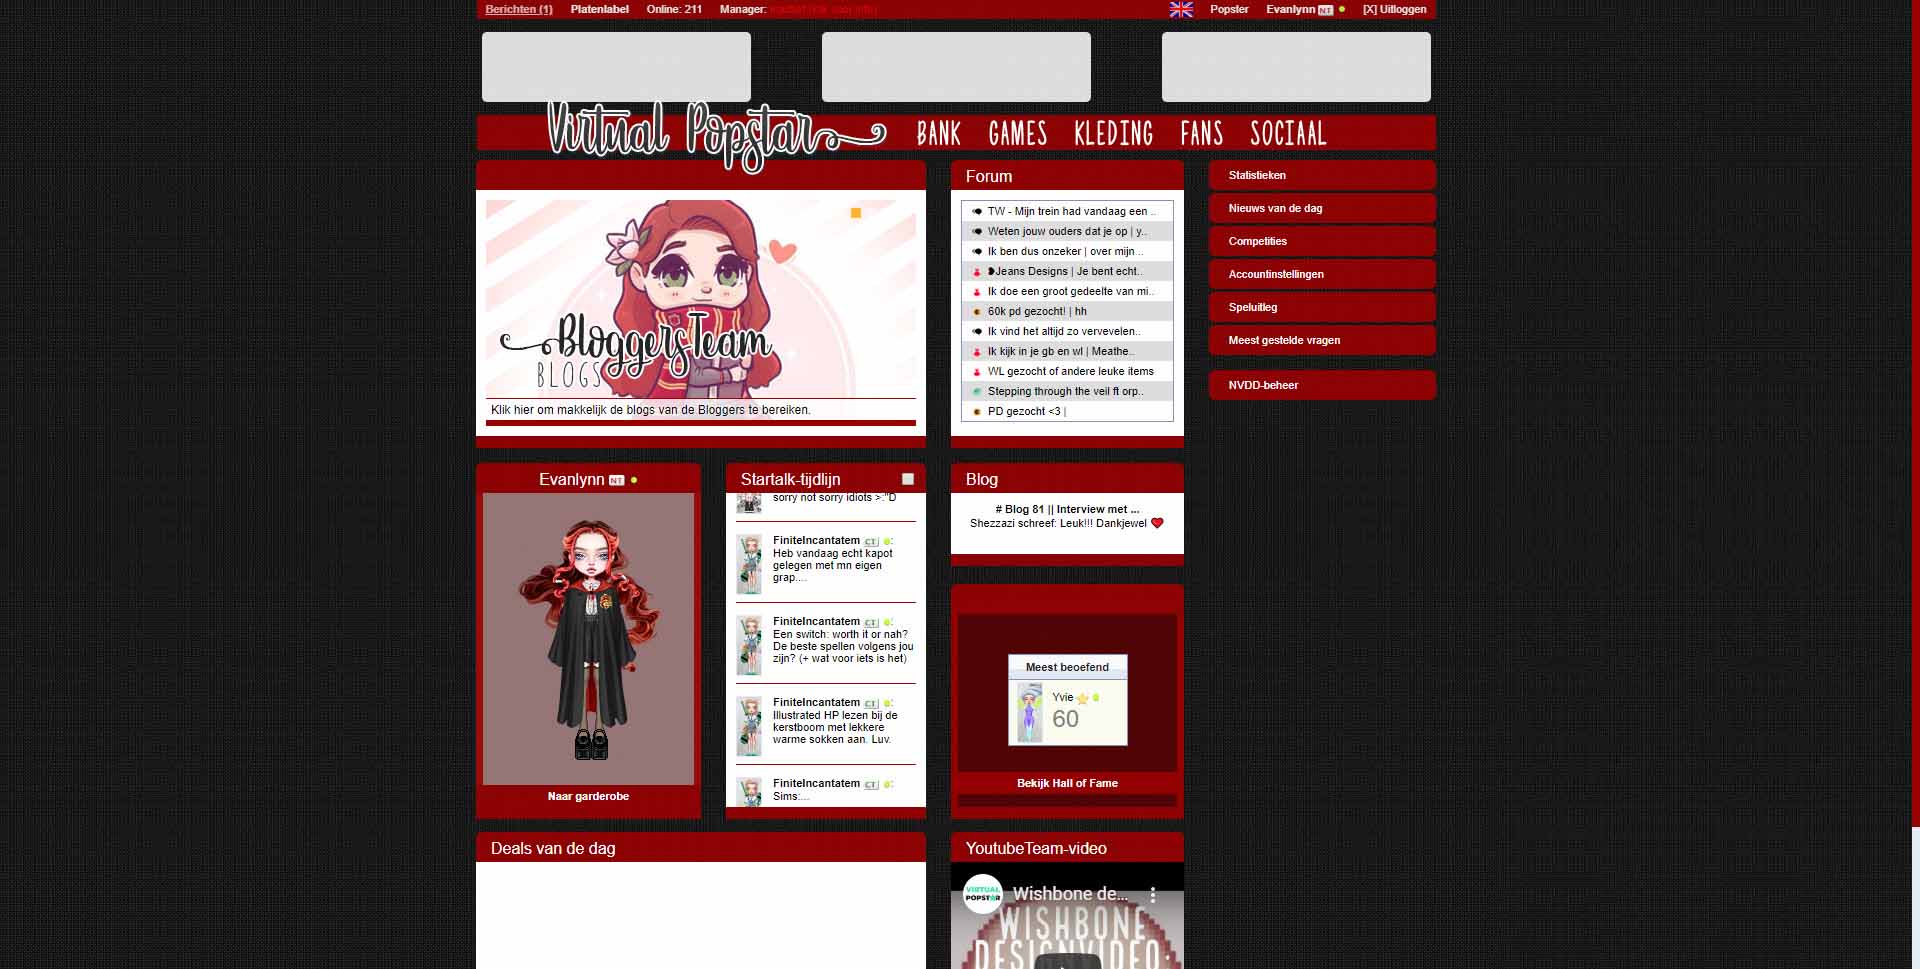 Berichten (1) Platenlabel Online: 211 Manager: Popster Evanlynn NT [X] Uitloggen
Virtual Popstar
BANK GAMES KLEDING FANS SOCIAAL
BloggersTeam
BLOGS
Klik hier om makkelijk de blogs van de Bloggers te bereiken.
Forum
TW - Mijn trein had vandaag een ..
Weten jouw ouders dat je op | y..
Ik ben dus onzeker | over mijn ..
❥Jeans Designs | Je bent echt..
Ik doe een groot gedeelte van mi..
60k pd gezocht! | hh
Ik vind het altijd zo vervevelen..
Ik kijk in je gb en wl | Meathe..
WL gezocht of andere leuke items
Stepping through the veil ft orp..
PD gezocht <3 |
Statistieken
Nieuws van de dag
Competities
Accountinstellingen
Speluitleg
Meest gestelde vragen
NVDD-beheer
Evanlynn NT
Naar garderobe
Startalk-tijdlijn
sorry not sorry idiots >:"D
FiniteIncantatem CT :
Heb vandaag echt kapot
gelegen met mn eigen
grap....
FiniteIncantatem CT :
Een switch: worth it or nah?
De beste spellen volgens jou
zijn? (+ wat voor iets is het)
FiniteIncantatem CT :
Illustrated HP lezen bij de
kerstboom met lekkere
warme sokken aan. Luv.
FiniteIncantatem CT :
Sims:...
Blog
# Blog 81 || Interview met ...
Shezzazi schreef: Leuk!!! Dankjewel ❤
Meest beoefend
Yvie
60
Bekijk Hall of Fame
Deals van de dag
YoutubeTeam-video
VIRTUAL
POPSTAR
Wishbone de...
WISHBONE
DESIGNVIDEO